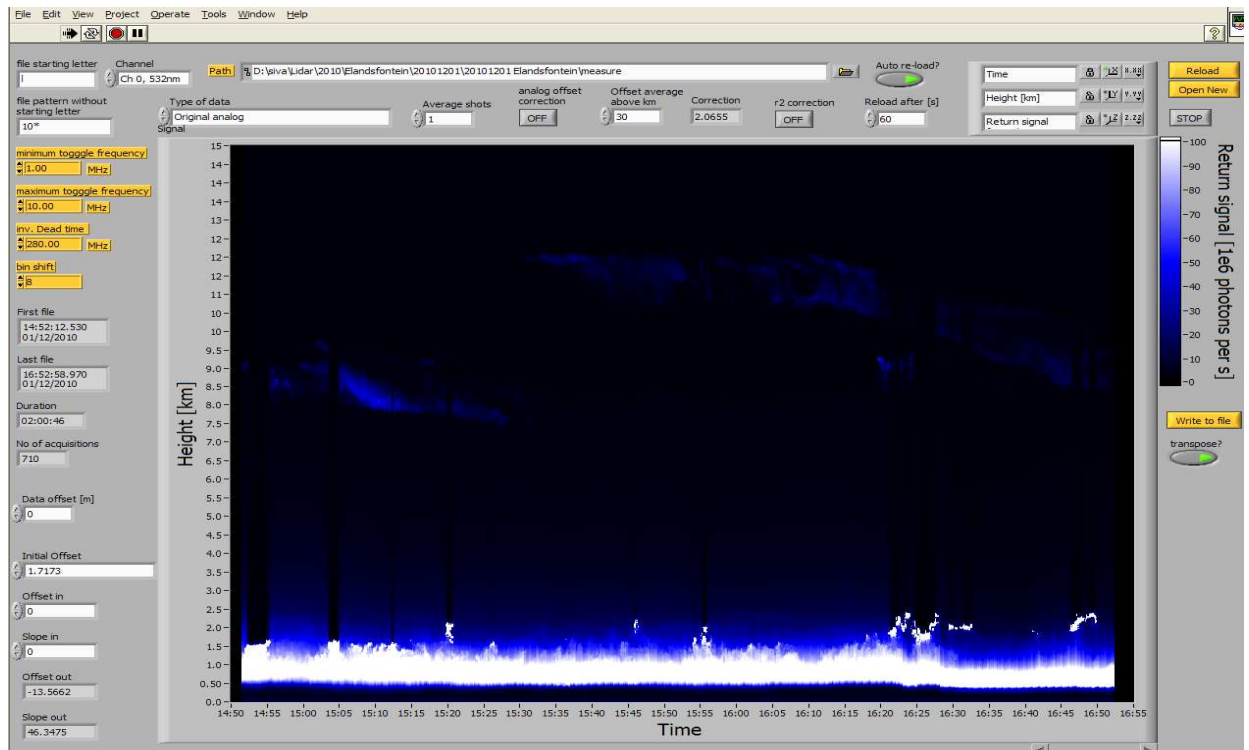 File Edit View Project Operate Tools Window Help
file starting letter
l
Channel
Ch 0, 532nm
Path
D:\siva\Lidar\2010\Elandsfontein\20101201\20101201 Elandsfontein\measure
Auto re-load?
Time
Height [km]
Return signal
Reload
Open New
STOP
file pattern without
starting letter
10*
Type of data
Original analog
Signal
Average shots
1
analog offset
correction
OFF
Offset average
above km
30
Correction
2.0655
r2 correction
OFF
Reload after [s]
60
minimum togggle frequency
1.00 MHz
maximum togggle frequency
10.00 MHz
inv. Dead time
280.00 MHz
bin shift
8
First file
14:52:12.530
01/12/2010
Last file
16:52:58.970
01/12/2010
Duration
02:00:46
No of acquisitions
710
Data offset [m]
0
Initial Offset
1.7173
Offset in
0
Slope in
0
Offset out
-13.5662
Slope out
46.3475
Height [km]
15
14
14
13
13
12
12
12
11
10
10
9.5
9.0
8.5
8.0
7.5
7.0
6.5
6.0
5.5
5.0
4.5
4.0
3.5
3.0
2.5
2.0
1.5
1.0
0.50
0.0
14:50 14:55 15:00 15:05 15:10 15:15 15:20 15:25 15:30 15:35 15:40 15:45 15:50 15:55 16:00 16:05 16:10 16:15 16:20 16:25 16:30 16:35 16:40 16:45 16:50 16:55
Time
100
90
80
70
60
50
40
30
20
10
0
Return signal [1e6 photons per s]
Write to file
transpose?